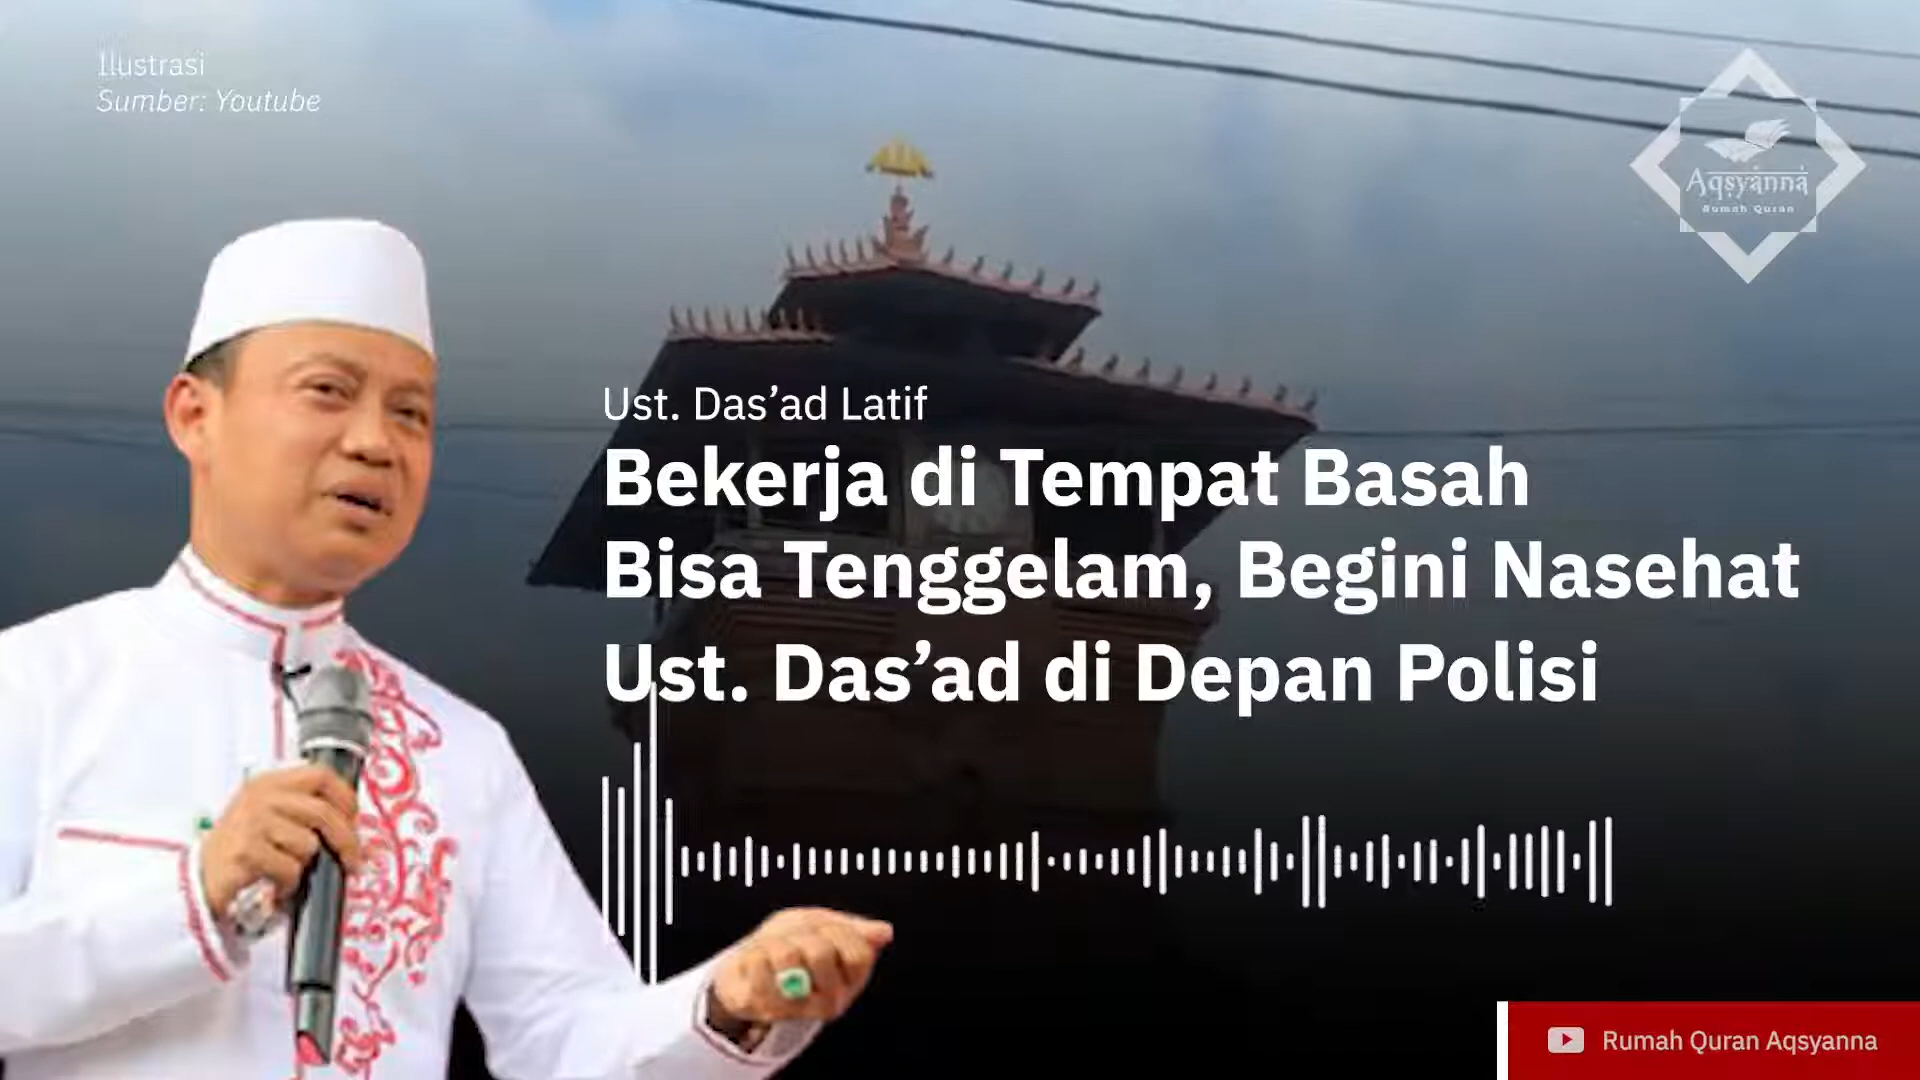 Ilustrasi
Sumber: Youtube
Aqsyanna
Rumah Quran
Ust. Das’ad Latif
Bekerja di Tempat Basah
Bisa Tenggelam, Begini Nasehat
Ust. Das’ad di Depan Polisi
Rumah Quran Aqsyanna